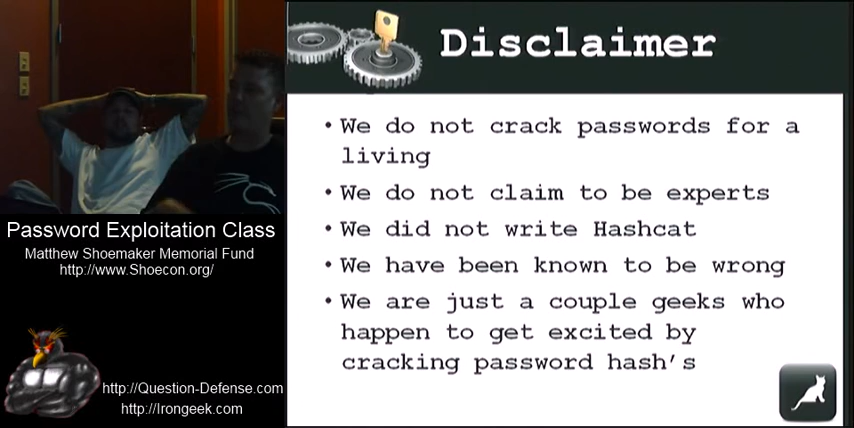 Disclaimer
• We do not crack passwords for a
living
• We do not claim to be experts
• We did not write Hashcat
• We have been known to be wrong
• We are just a couple geeks who
happen to get excited by
cracking password hash's
Password Exploitation Class
Matthew Shoemaker Memorial Fund
http://www.Shoecon.org/
http://Question-Defense.com
http://Irongeek.com